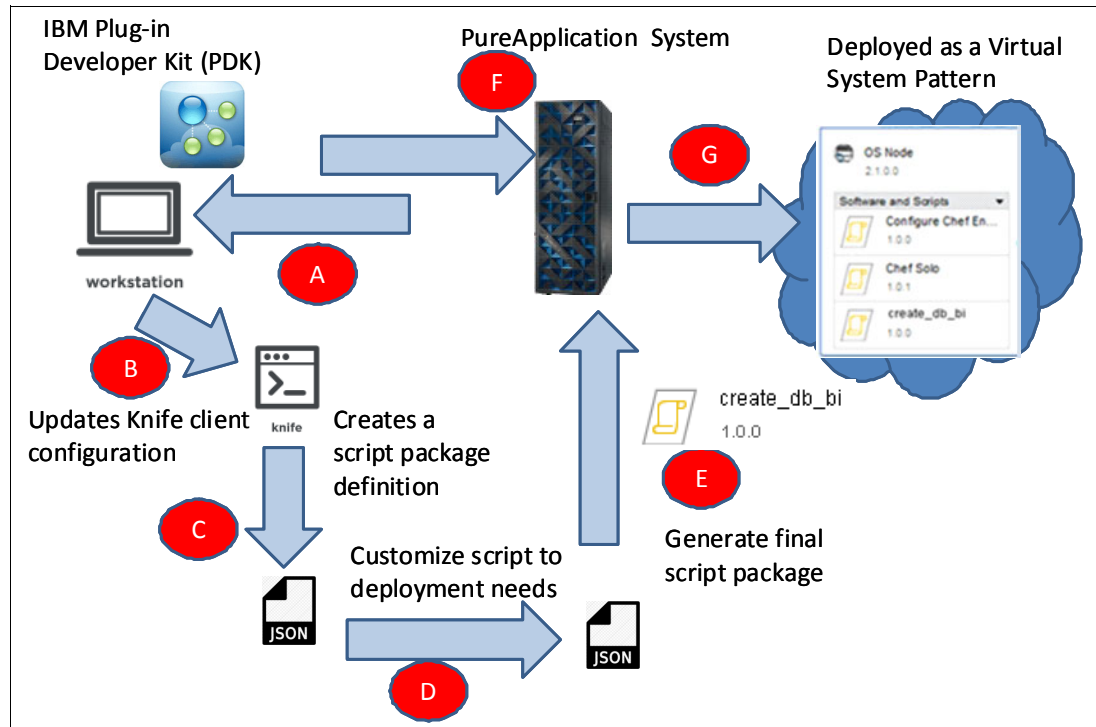 IBM Plug-in
Developer Kit (PDK)
PureApplication System
Deployed as a Virtual
System Pattern
F
G
OS Node
2.1.0.0
Software and Scripts
Configure Chef En...
1.0.0
Chef Solo
1.0.1
create_db_bi
1.0.0
workstation
A
B
Updates Knife client
configuration
knife
Creates a
script package
definition
create_db_bi
1.0.0
E
C
Customize script to
deployment needs
Generate final
script package
JSON
JSON
D